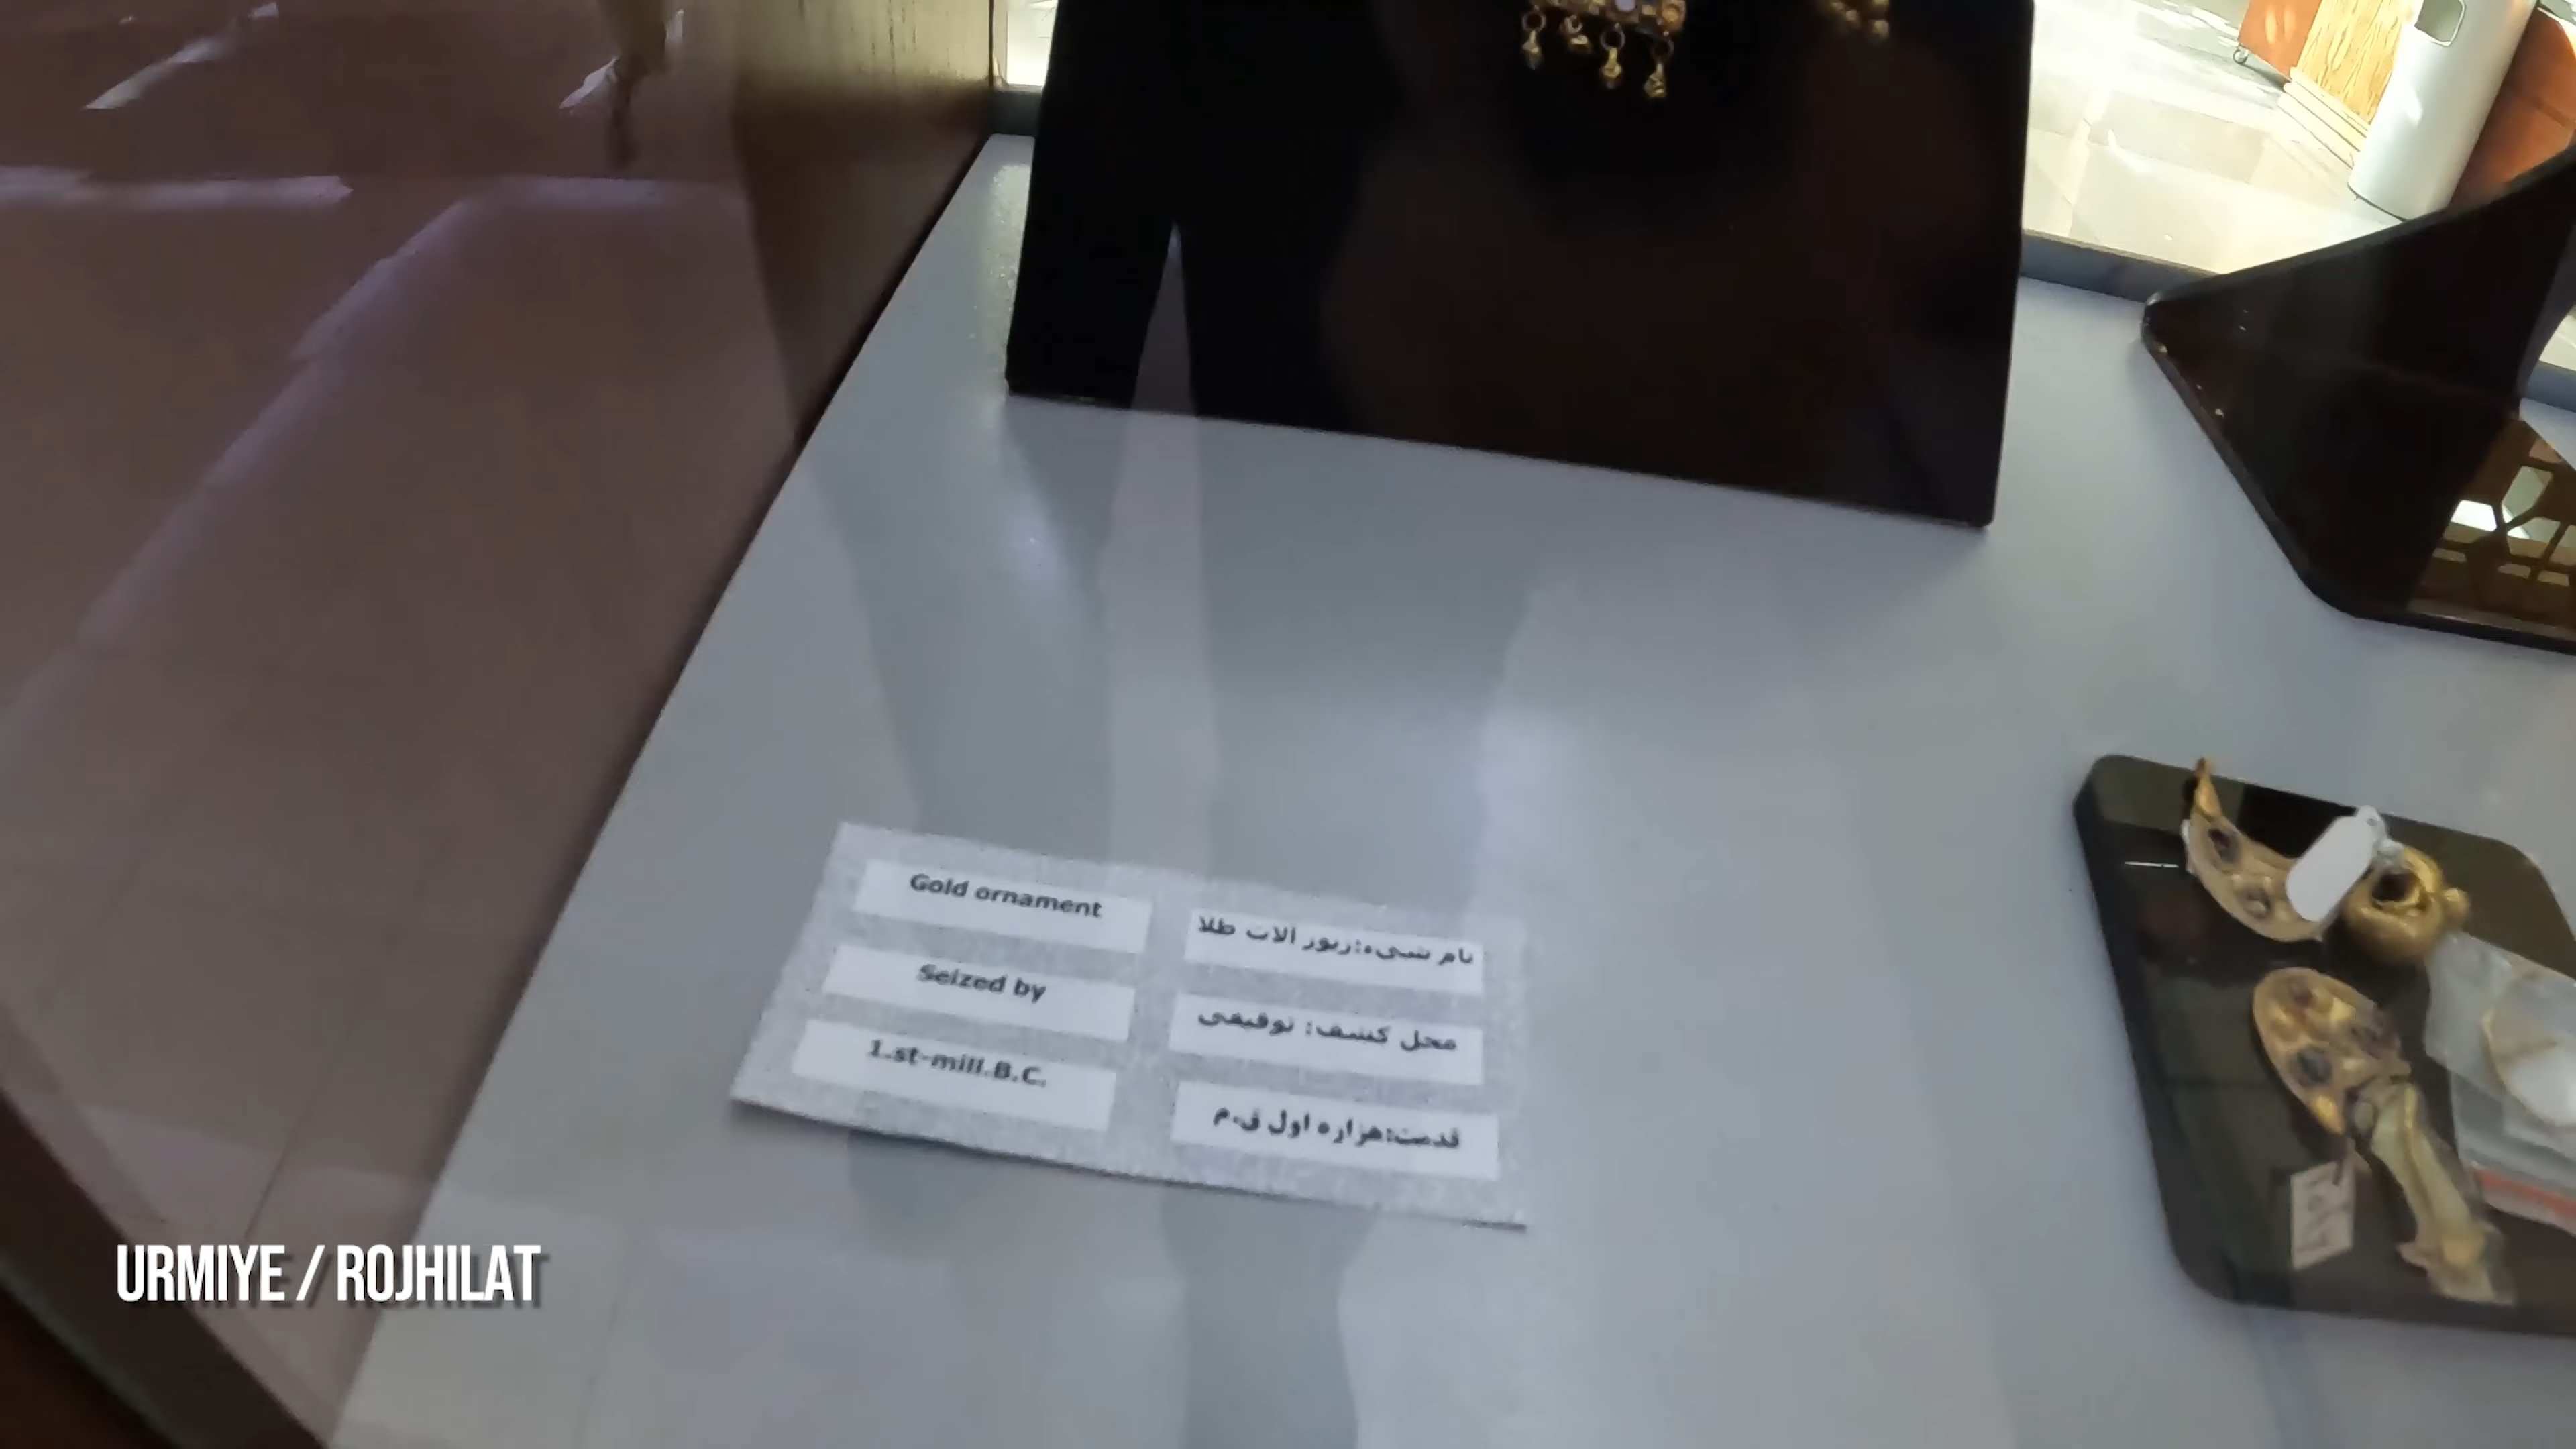 Gold ornament
Seized by
1.st-mill.B.C.
نام شیء:زیور آلات طلا
محل کشف: توقیفی
قدمت:هزاره اول ق.م
URMIYE / ROJHILAT